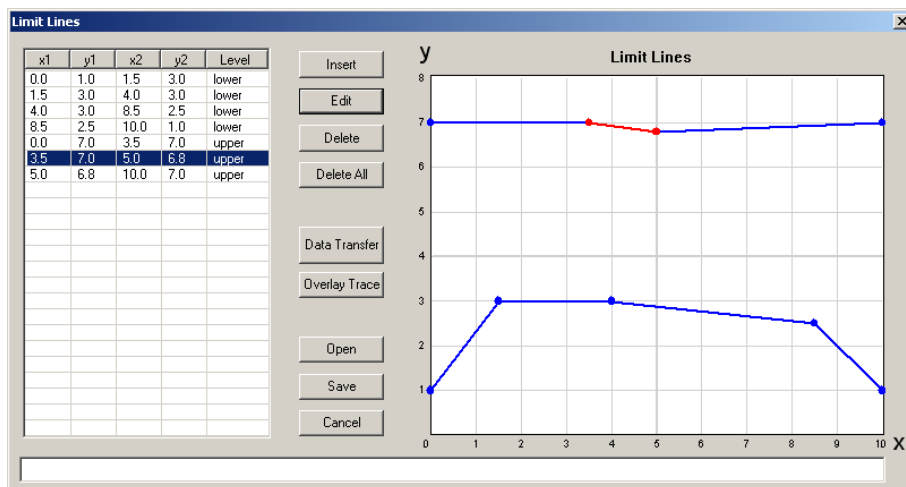 Limit Lines
x1 y1 x2 y2 Level
0.0 1.0 1.5 3.0 lower
1.5 3.0 4.0 3.0 lower
4.0 3.0 8.5 2.5 lower
8.5 2.5 10.0 1.0 lower
0.0 7.0 3.5 7.0 upper
3.5 7.0 5.0 6.8 upper
5.0 6.8 10.0 7.0 upper
Insert
Edit
Delete
Delete All
Data Transfer
Overlay Trace
Open
Save
Cancel
y
Limit Lines
8
7
6
5
4
3
2
1
0 1 2 3 4 5 6 7 8 9 10 X